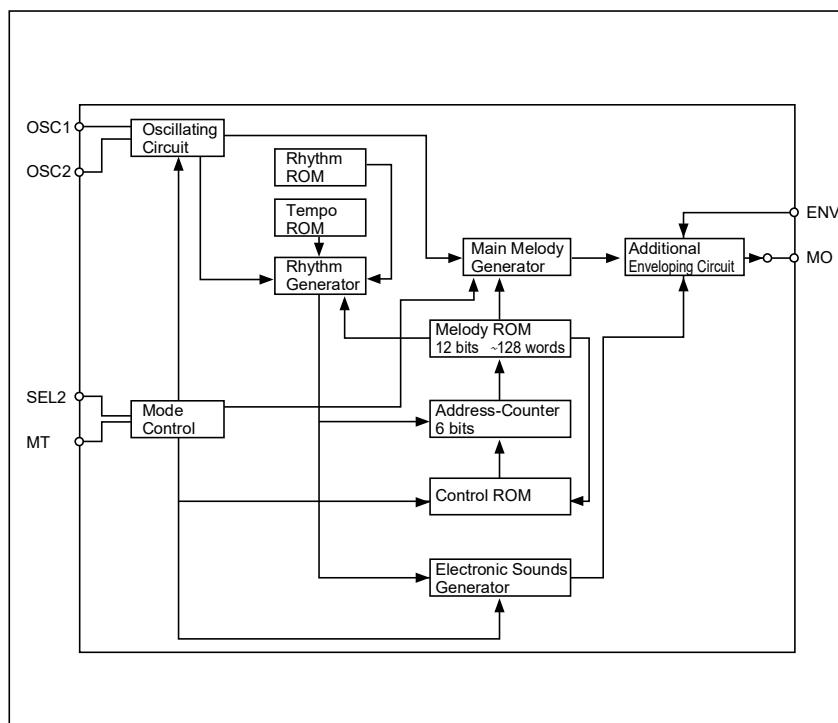 OSC1
Oscillating
Circuit
OSC2
Rhythm
ROM
Tempo
ROM
ENV
Rhythm
Generator
Main Melody
Generator
Additional
Enveloping Circuit
MO
Melody ROM
12 bits ~128 words
SEL2
Mode
Control
Address-Counter
6 bits
MT
Control ROM
Electronic Sounds
Generator